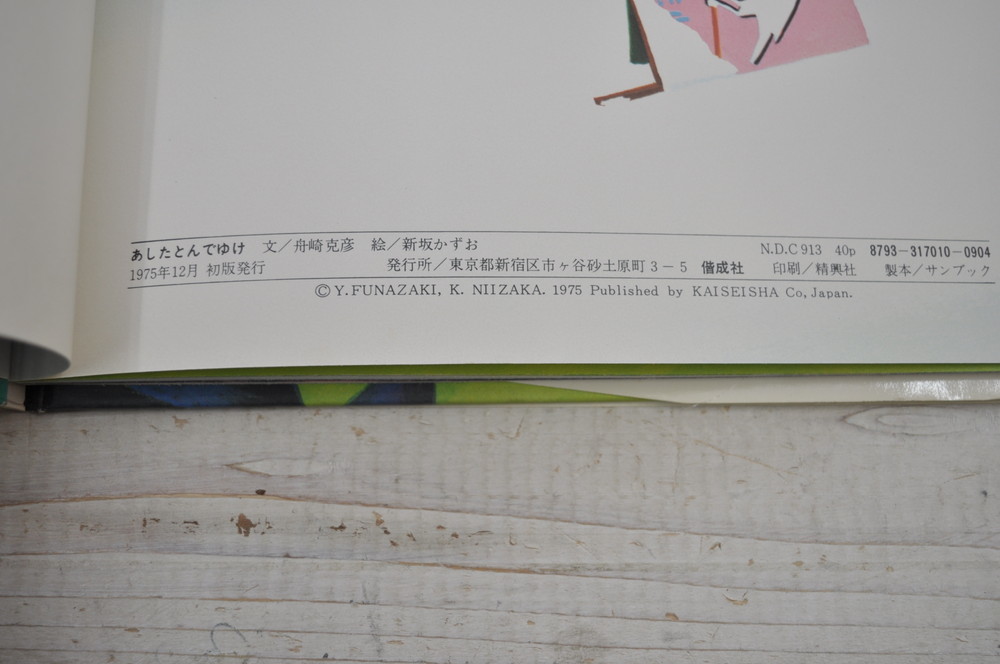 あしたとんでゆけ　文／舟崎克彦　絵／新坂かずお　N.D.C 913　40p　8793－317010－0904
1975年12月 初版発行　発行所／東京都新宿区市ヶ谷砂土原町3－5　偕成社　印刷／精興社　製本／サンブック
©Y.FUNAZAKI, K. NIIZAKA. 1975 Published by KAISEISHA Co, Japan.